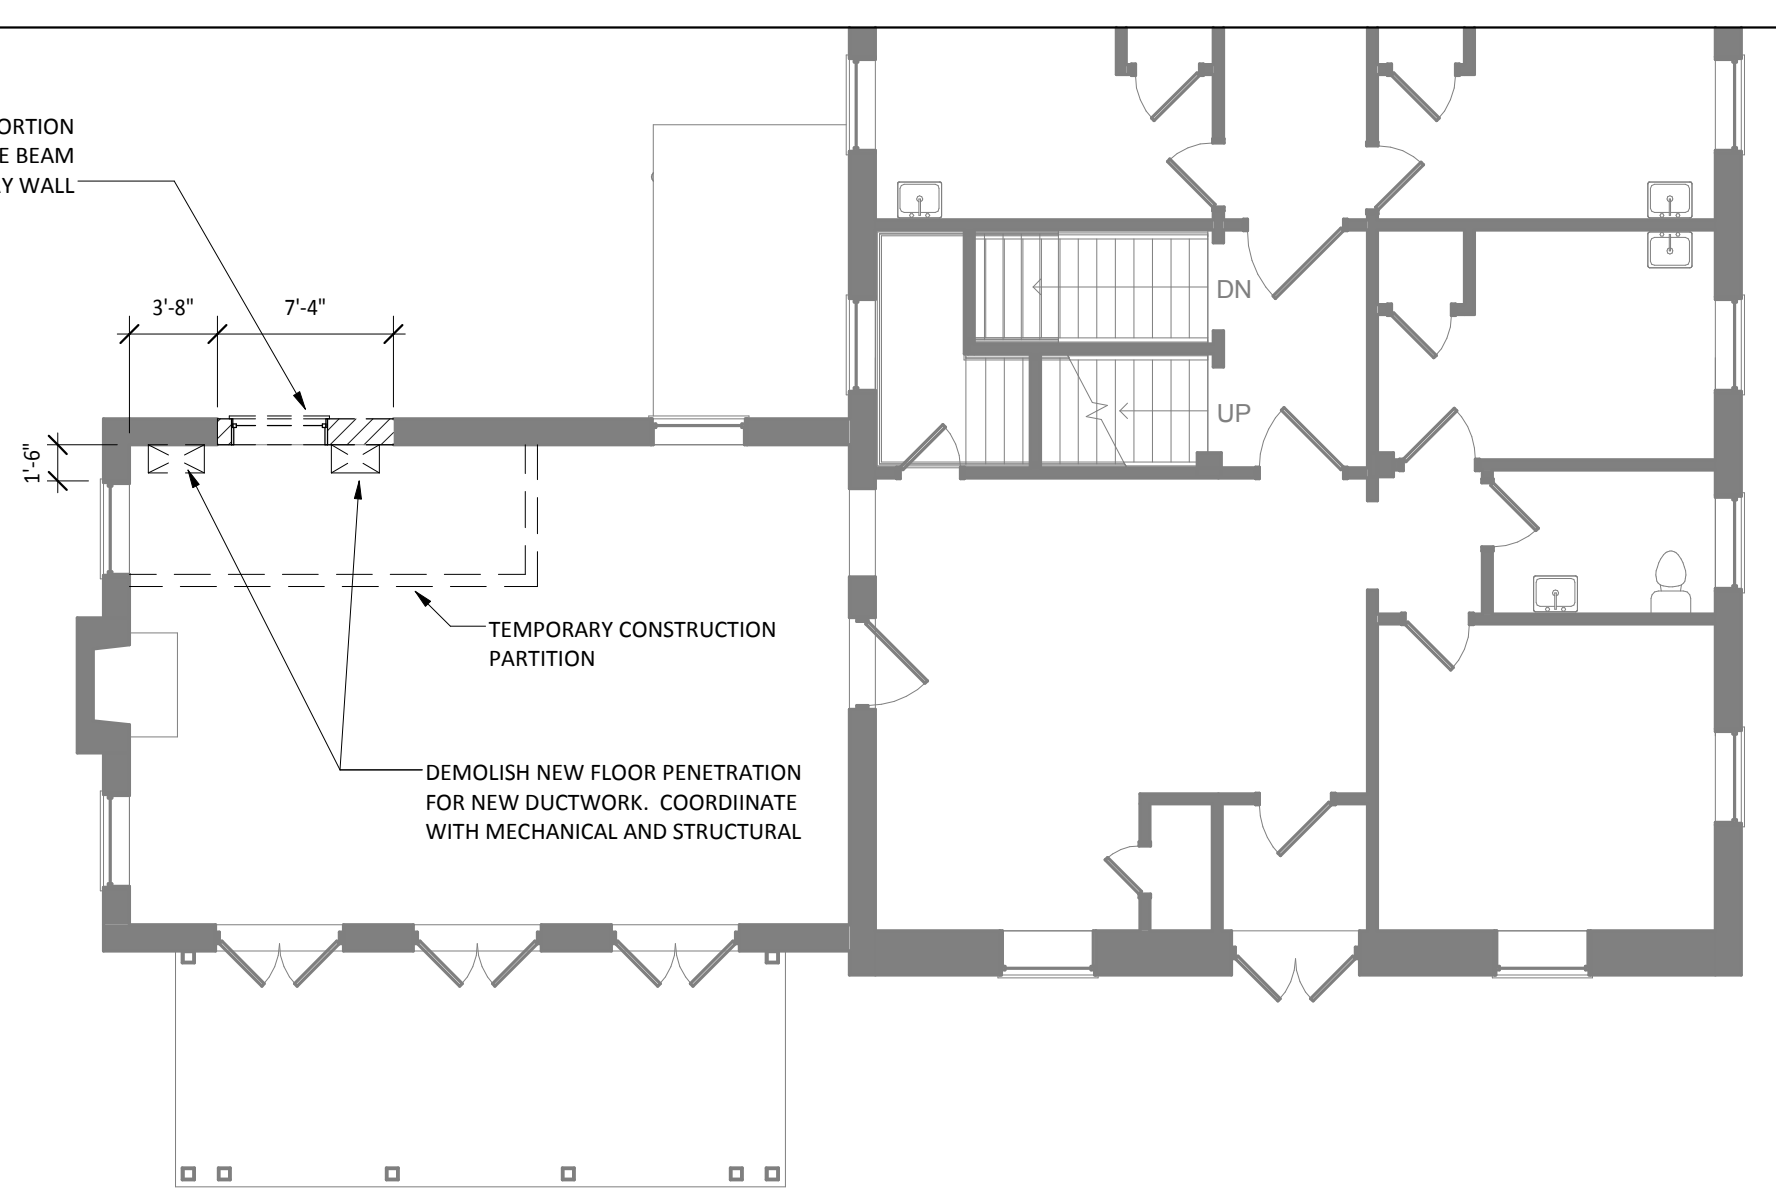 ORTION
E BEAM
Y WALL
3'-8"
7'-4"
1'-6"
DN
UP
TEMPORARY CONSTRUCTION
PARTITION
DEMOLISH NEW FLOOR PENETRATION
FOR NEW DUCTWORK.  COORDIINATE
WITH MECHANICAL AND STRUCTURAL